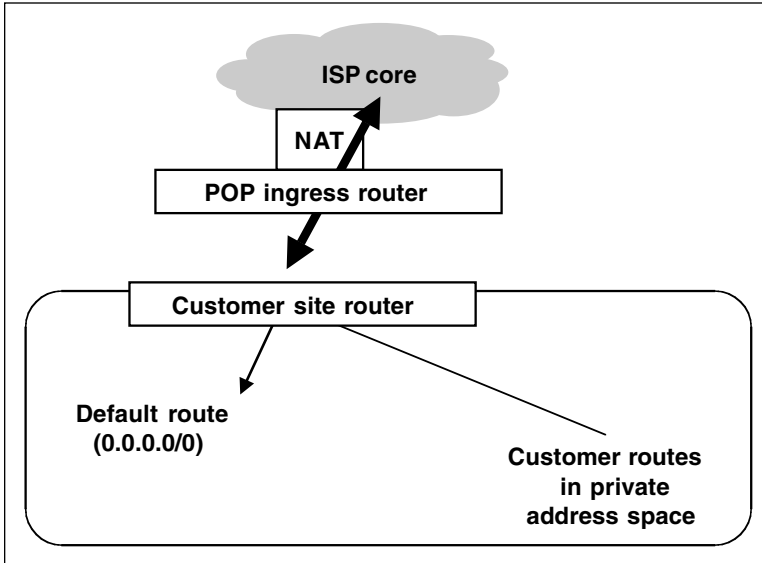 ISP core
NAT
POP ingress router
Customer site router
Default route
(0.0.0.0/0)
Customer routes
in private
address space